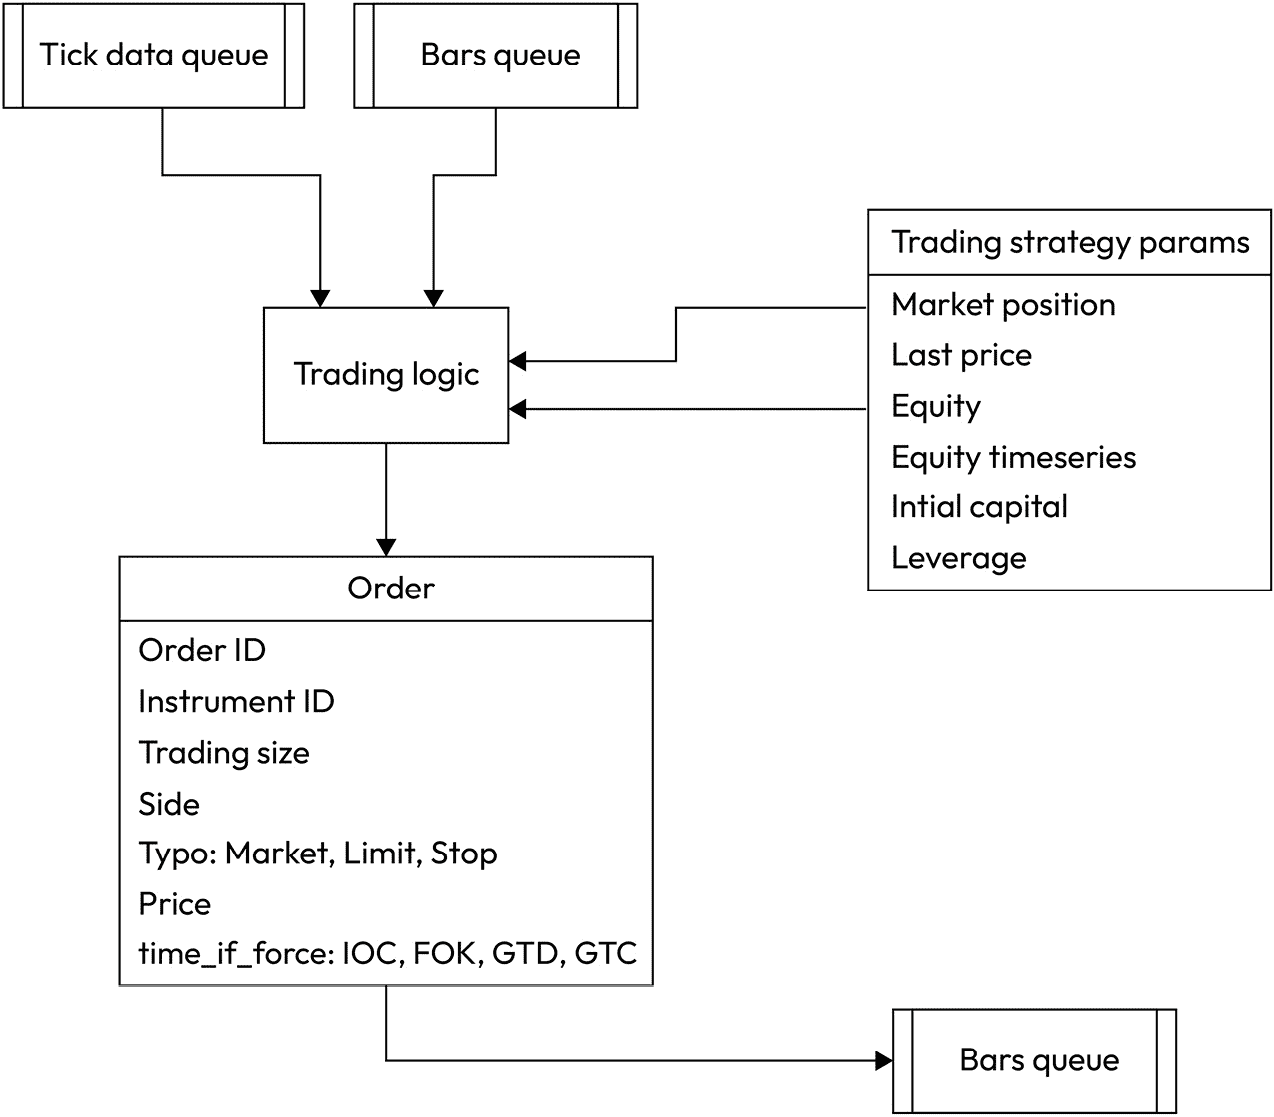 Tick data queue
Bars queue
Trading strategy params
Market position
Last price
Equity
Equity timeseries
Intial capital
Leverage
Trading logic
Order
Order ID
Instrument ID
Trading size
Side
Typo: Market, Limit, Stop
Price
time_if_force: IOC, FOK, GTD, GTC
Bars queue